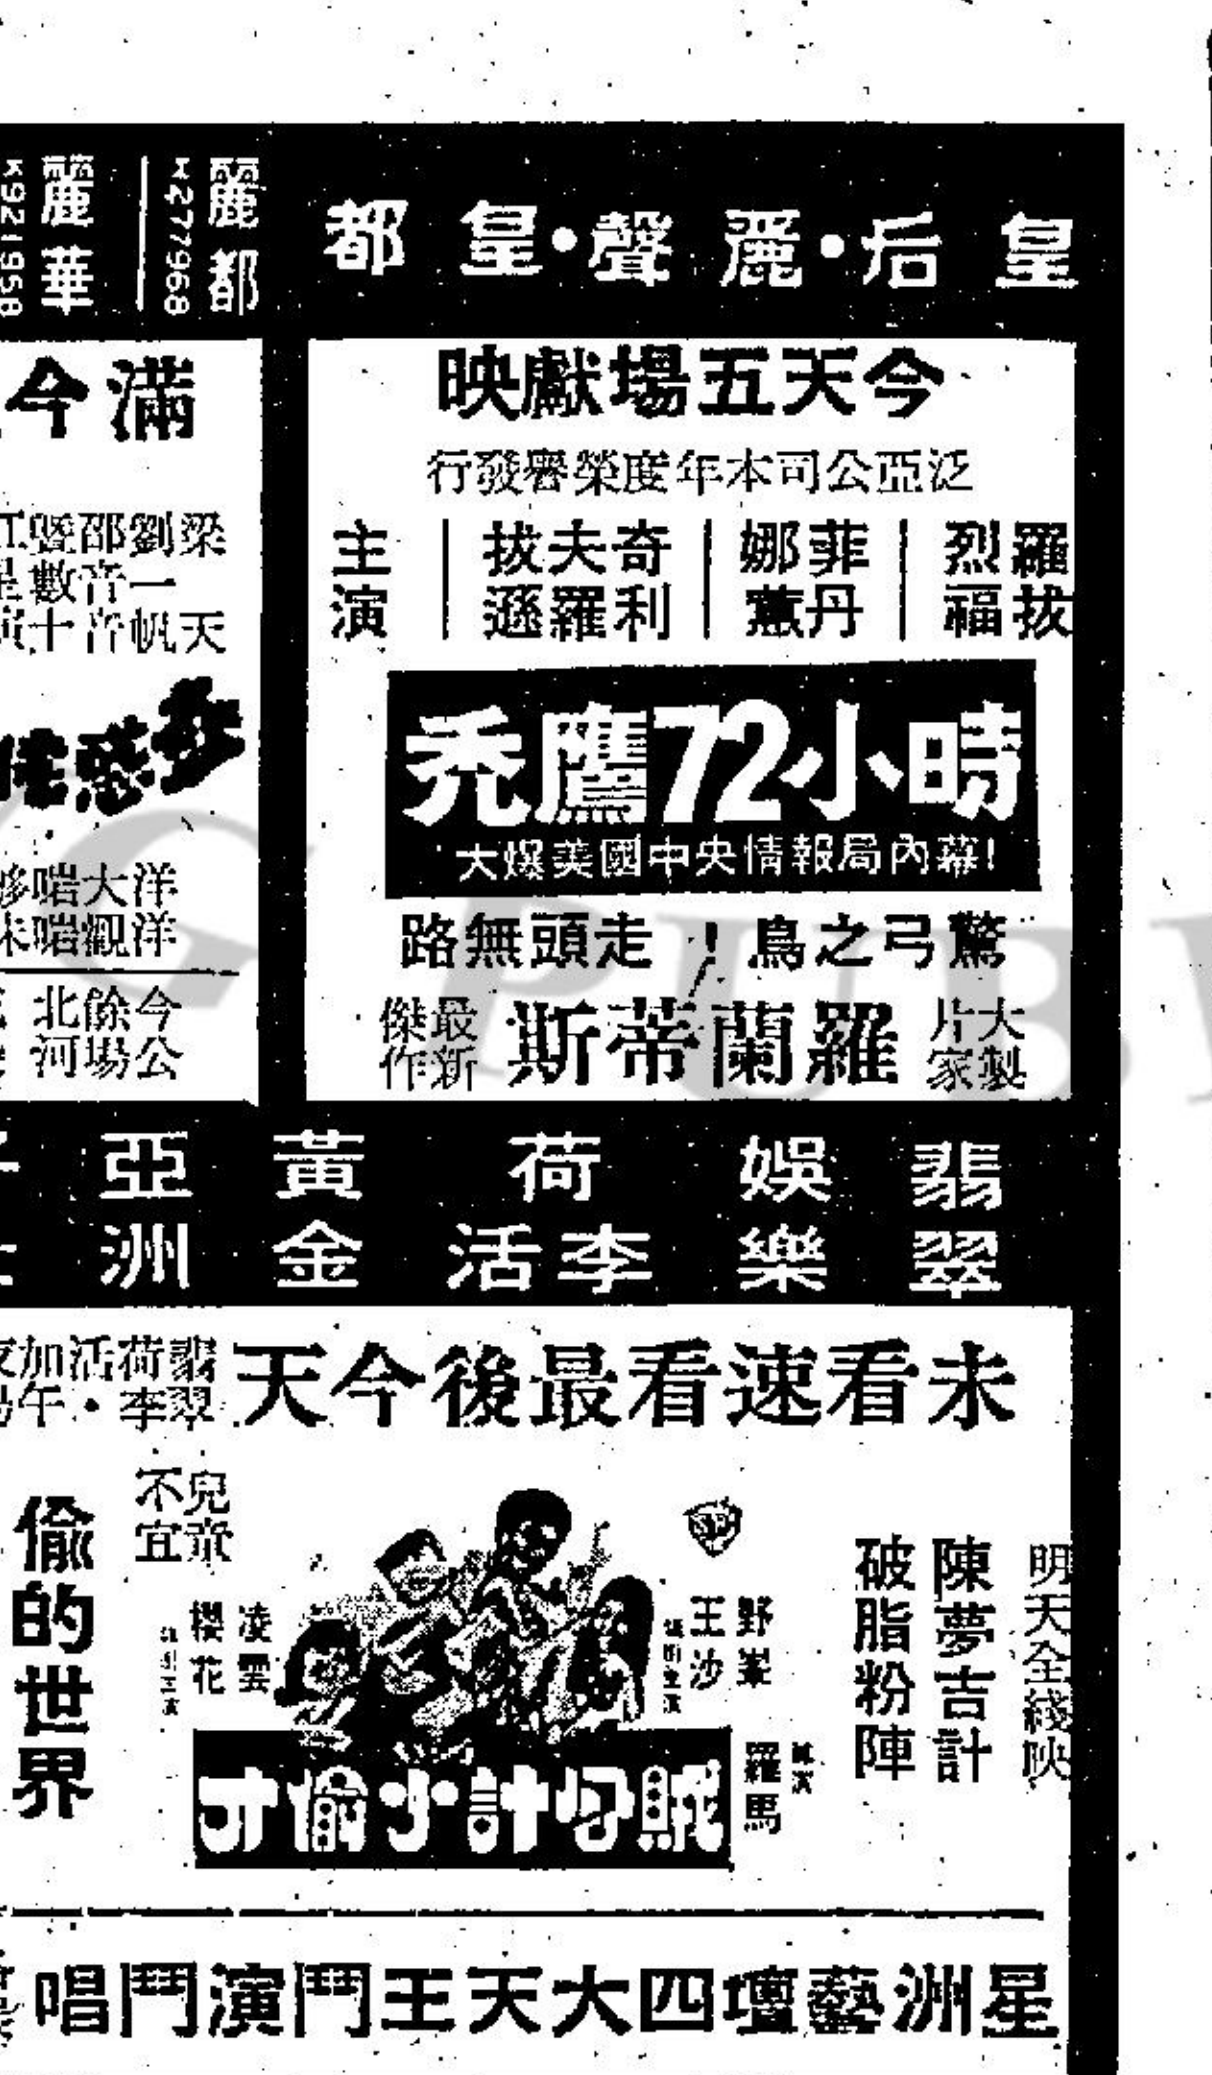 皇后·麗聲·皇都
今天五場獻映
泛亞公司本年度榮譽發行
羅拔烈福
菲丹娜蕙
奇利夫羅拔遜
主演
禿鷹72小時
大爆美國中央情報局內幕!
驚弓之鳥!走頭無路
大製片家
羅蘭蒂斯
最新傑作
麗都
K277968
麗華
K921958
滿今
梁劉邵暨
一音數
天帆音十
洋大啱
洋觀啱
今餘北
公場河
翡翠
娛樂
荷李活
黃金
亞洲
未看速看最後今天
翡翠
荷李活
加
午
明天全綫映
陳夢吉計
破脂粉陣
兒童不宜
偷的世界
野峯
王沙
凌雲
櫻花
羅馬
賊公計小偷才
星洲藝壇四大天王鬥演鬥唱